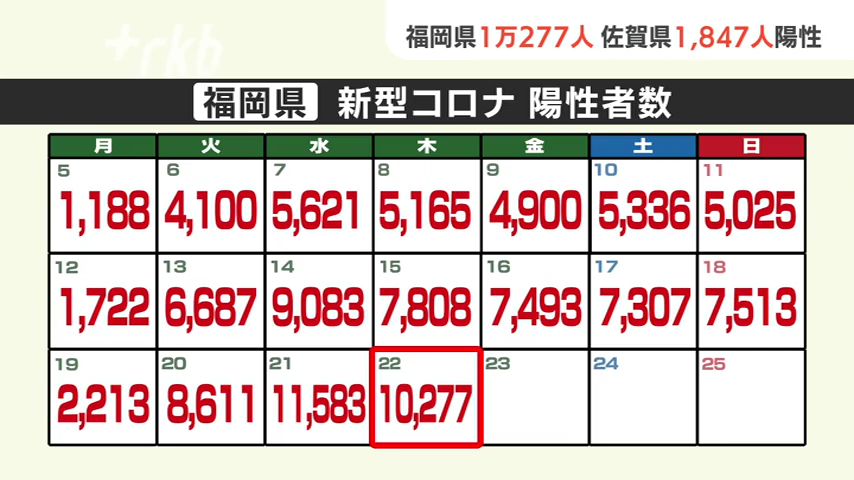 +rkb
福岡県1万277人 佐賀県1,847人陽性
福岡県 新型コロナ 陽性者数
月 火 水 木 金 土 日
5 6 7 8 9 10 11
1,188 4,100 5,621 5,165 4,900 5,336 5,025
12 13 14 15 16 17 18
1,722 6,687 9,083 7,808 7,493 7,307 7,513
19 20 21 22 23 24 25
2,213 8,611 11,583 10,277